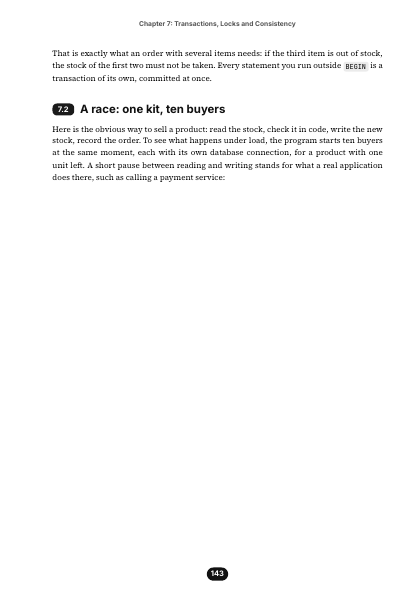 Chapter 7: Transactions, Locks and Consistency
That is exactly what an order with several items needs: if the third item is out of stock,
the stock of the first two must not be taken. Every statement you run outside BEGIN is a
transaction of its own, committed at once.
7.2 A race: one kit, ten buyers
Here is the obvious way to sell a product: read the stock, check it in code, write the new
stock, record the order. To see what happens under load, the program starts ten buyers
at the same moment, each with its own database connection, for a product with one
unit left. A short pause between reading and writing stands for what a real application
does there, such as calling a payment service:
143